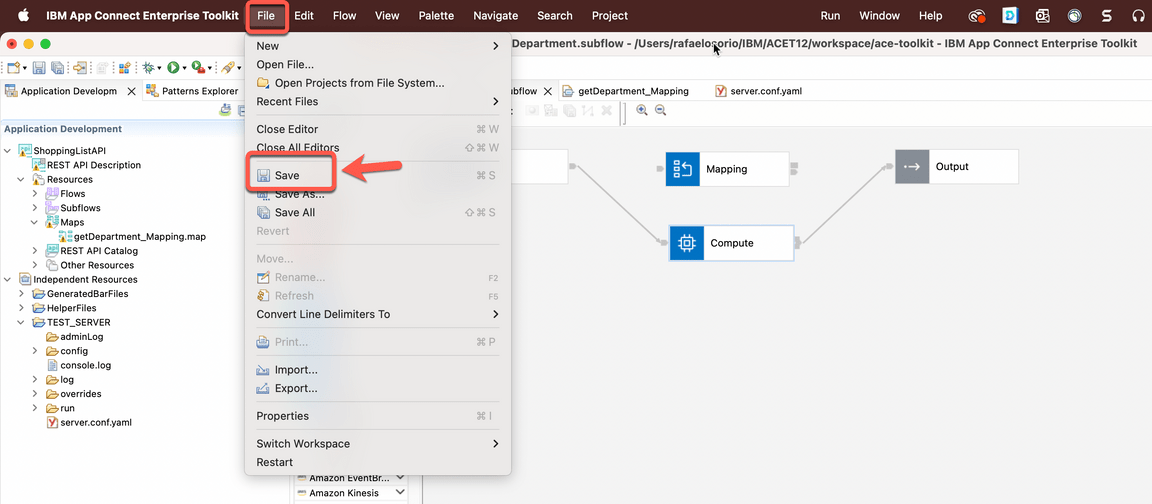 IBM App Connect Enterprise Toolkit File Edit Flow View Palette Navigate Search Project Run Window Help
Department.subflow - /Users/rafaelosorio/IBM/ACET12/workspace/ace-toolkit - IBM App Connect Enterprise Toolkit
Application Developm Patterns Explorer
bflow getDepartment_Mapping server.conf.yaml
Application Development
ShoppingListAPI
REST API Description
Resources
Flows
Subflows
Maps
getDepartment_Mapping.map
REST API Catalog
Other Resources
Independent Resources
GeneratedBarFiles
HelperFiles
TEST_SERVER
adminLog
config
console.log
log
overrides
run
server.conf.yaml
New
Open File...
Open Projects from File System...
Recent Files
Close Editor ⌘ W
Close All Editors ⇧ ⌘ W
Save ⌘ S
Save As...
Save All ⇧ ⌘ S
Revert
Move...
Rename... F2
Refresh F5
Convert Line Delimiters To
Print... ⌘ P
Import...
Export...
Properties ⌘ I
Switch Workspace
Restart
Amazon EventBr...
Amazon Kinesis
Mapping
Output
Compute